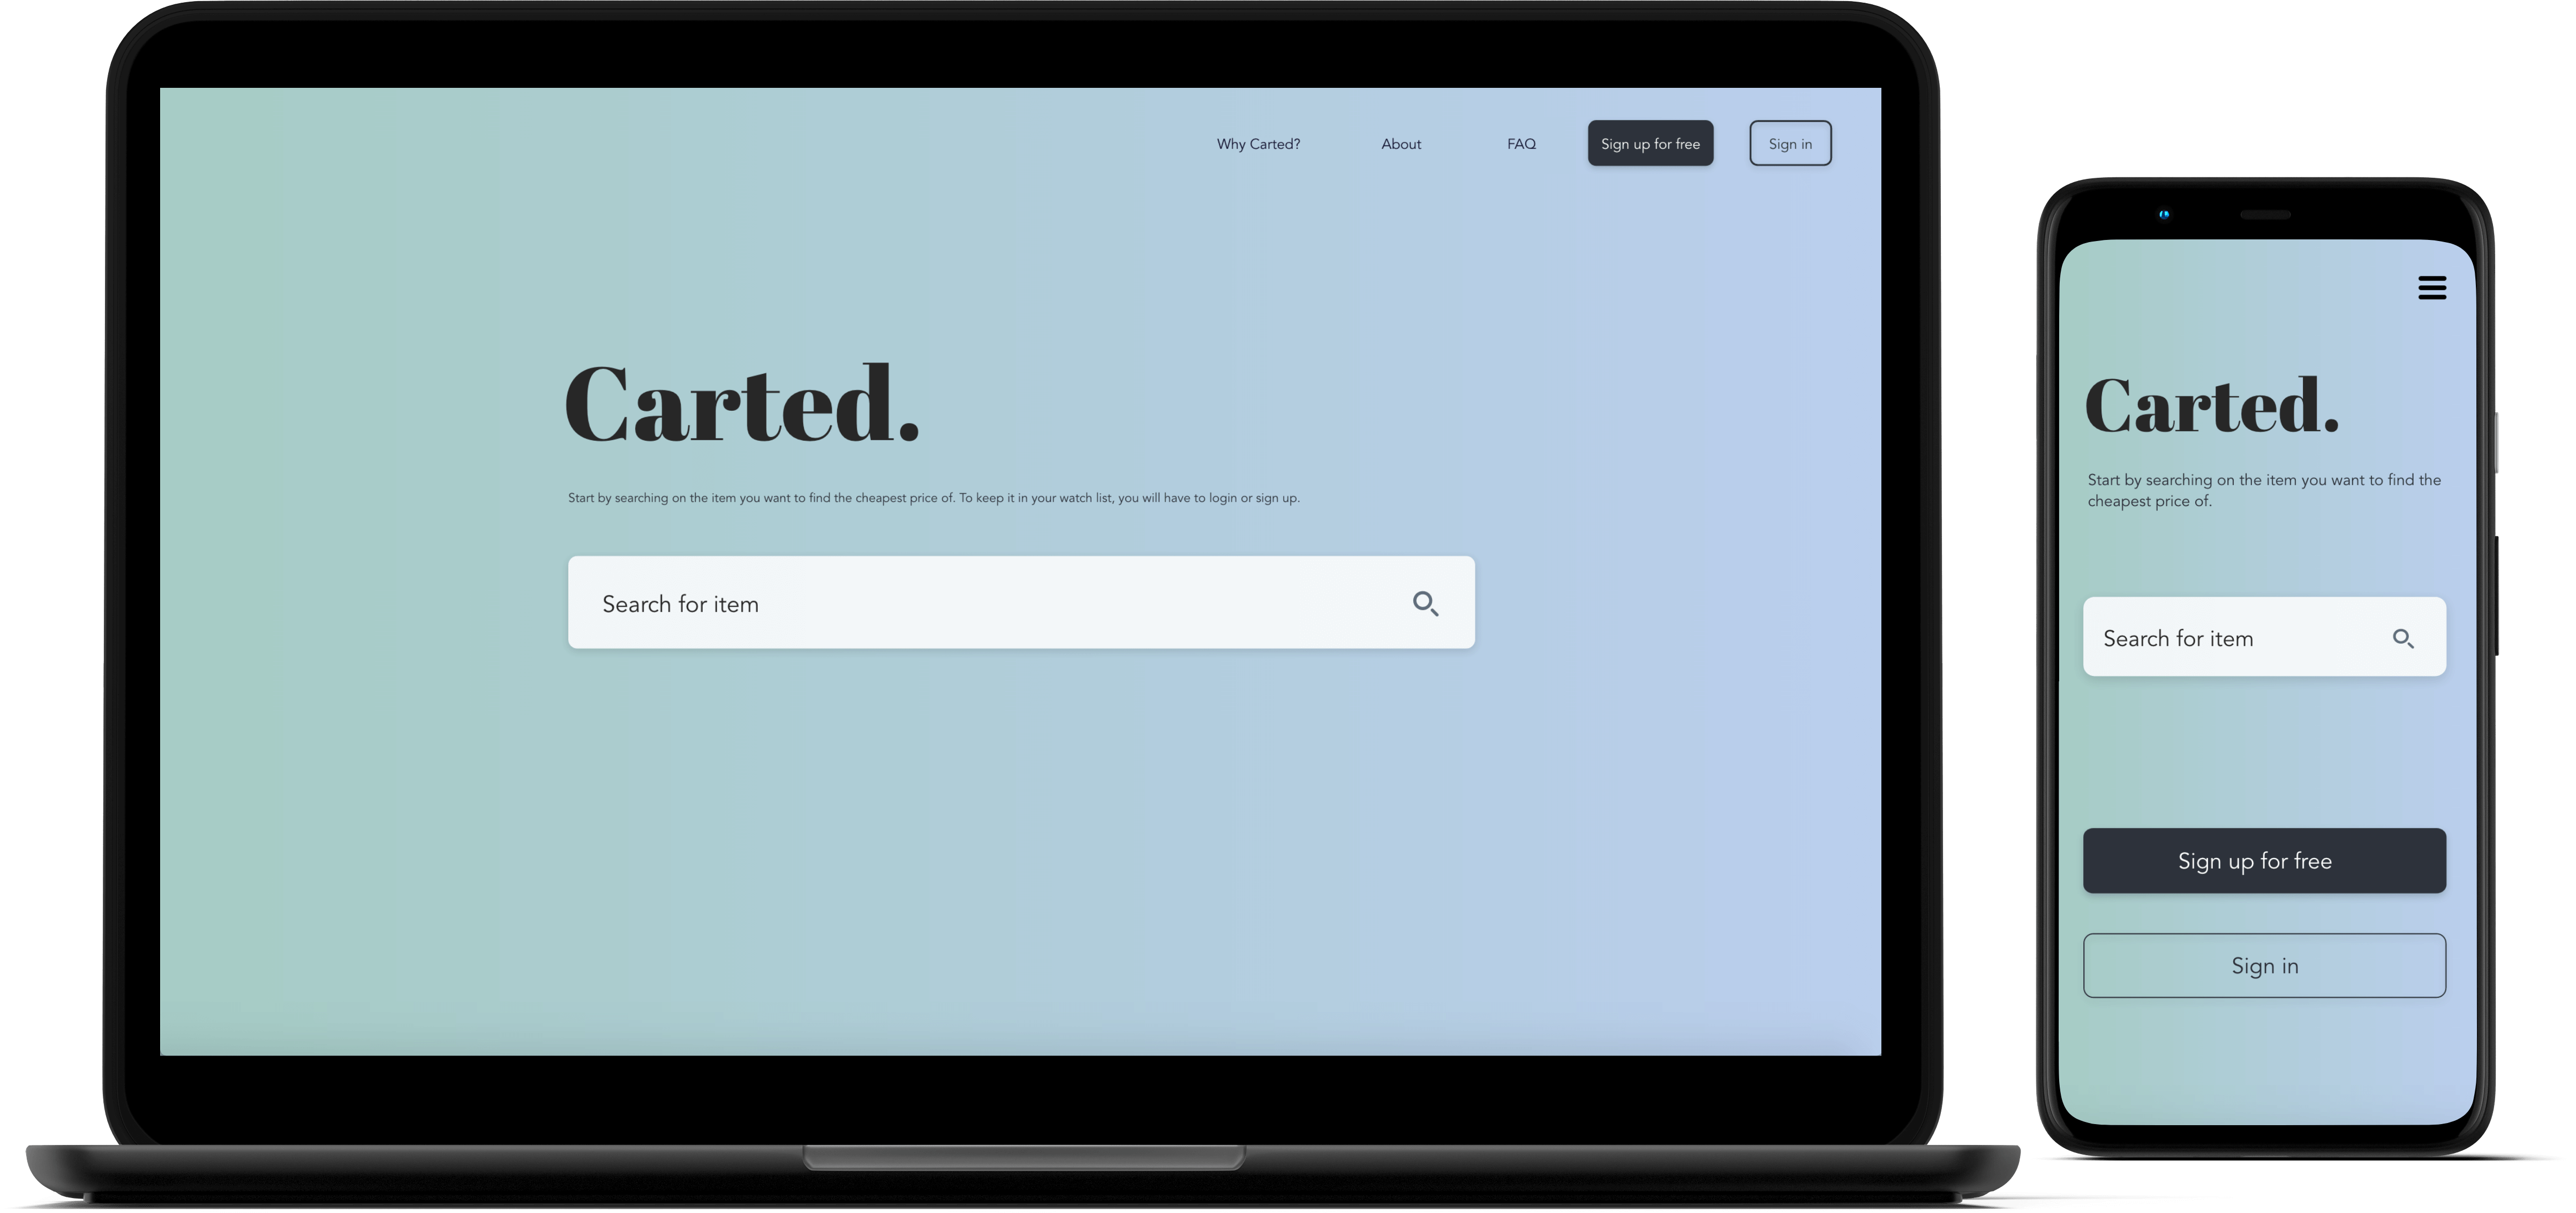 Why Carted? About FAQ Sign up for free Sign in
Carted.
Start by searching on the item you want to find the cheapest price of. To keep it in your watch list, you will have to login or sign up.
Search for item
Carted.
Start by searching on the item you want to find the
cheapest price of.
Search for item
Sign up for free
Sign in